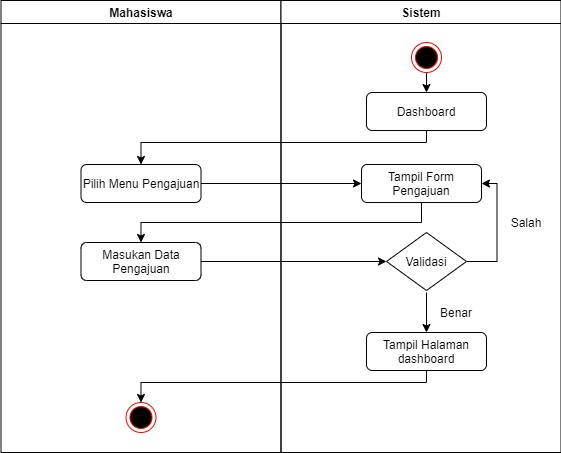 Mahasiswa
Sistem
Dashboard
Pilih Menu Pengajuan
Tampil Form
Pengajuan
Salah
Masukan Data
Pengajuan
Validasi
Benar
Tampil Halaman
dashboard